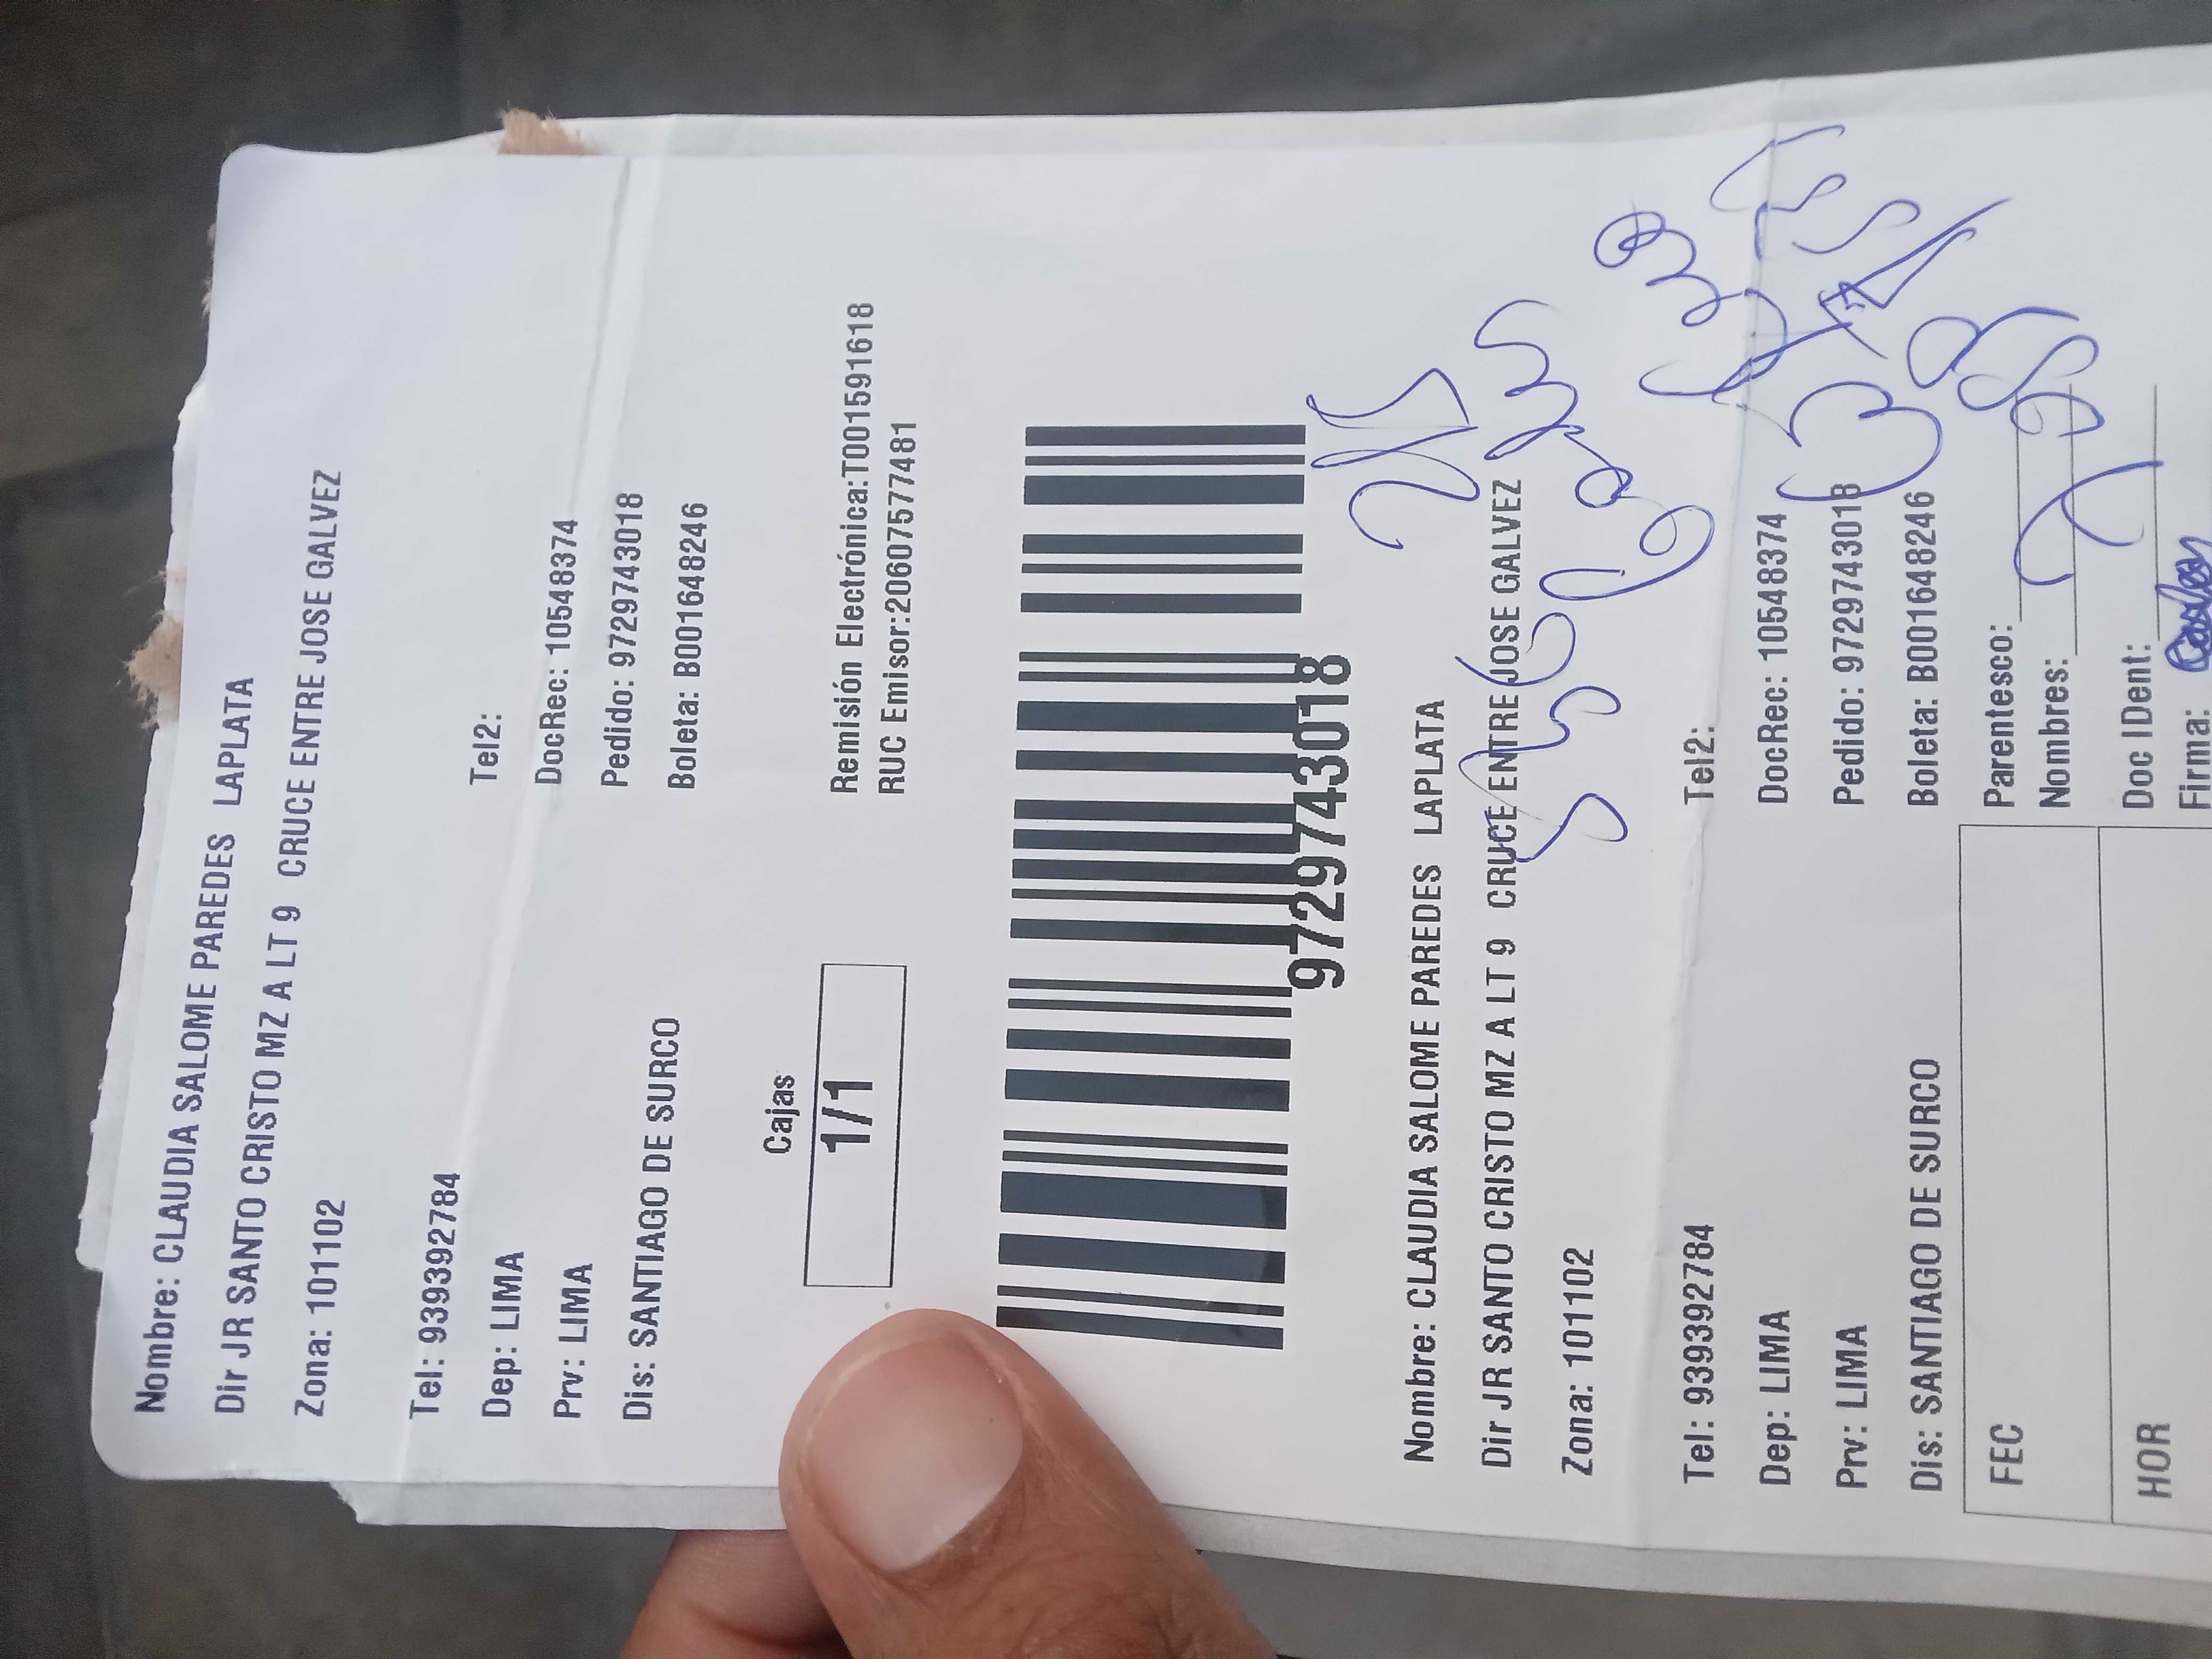 Nombre: CLAUDIA SALOME PAREDES LAPLATA
Dir JR SANTO CRISTO MZ A LT 9 CRUCE ENTRE JOSE GALVEZ
Zona: 101102
Tel: 939392784 Tel2:
Dep: LIMA DocRec: 10548374
Prv: LIMA Pedido: 9729743018
Dis: SANTIAGO DE SURCO Boleta: B001648246
Cajas
1/1
Remisión Electrónica:T001591618
RUC Emisor:20607577481
9729743018
Nombre: CLAUDIA SALOME PAREDES LAPLATA
Dir JR SANTO CRISTO MZ A LT 9 CRUCE ENTRE JOSE GALVEZ
Zona: 101102
Tel: 939392784 Tel2:
Dep: LIMA DocRec: 10548374
Prv: LIMA Pedido: 9729743018
Dis: SANTIAGO DE SURCO Boleta: B001648246
FEC
HOR
Parentesco:
Nombres:
Doc IDent:
Firma: